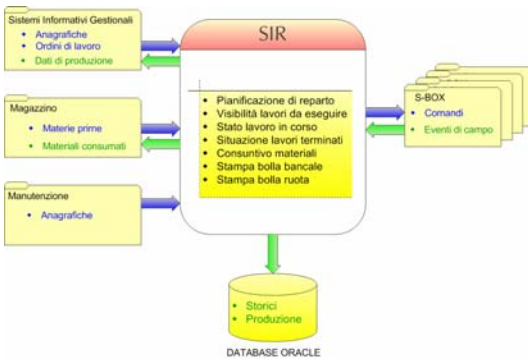 Sistemi Informativi Gestionali
Anagrafiche
Ordini di lavoro
Dati di produzione
Magazzino
Materie prime
Materiali consumati
Manutenzione
Anagrafiche
SIR
Pianificazione di reparto
Visibilità lavori da eseguire
Stato lavoro in corso
Situazione lavori terminati
Consuntivo materiali
Stampa bolla bancale
Stampa bolla ruota
S-BOX
Comandi
Eventi di campo
Storici
Produzione
DATABASE ORACLE